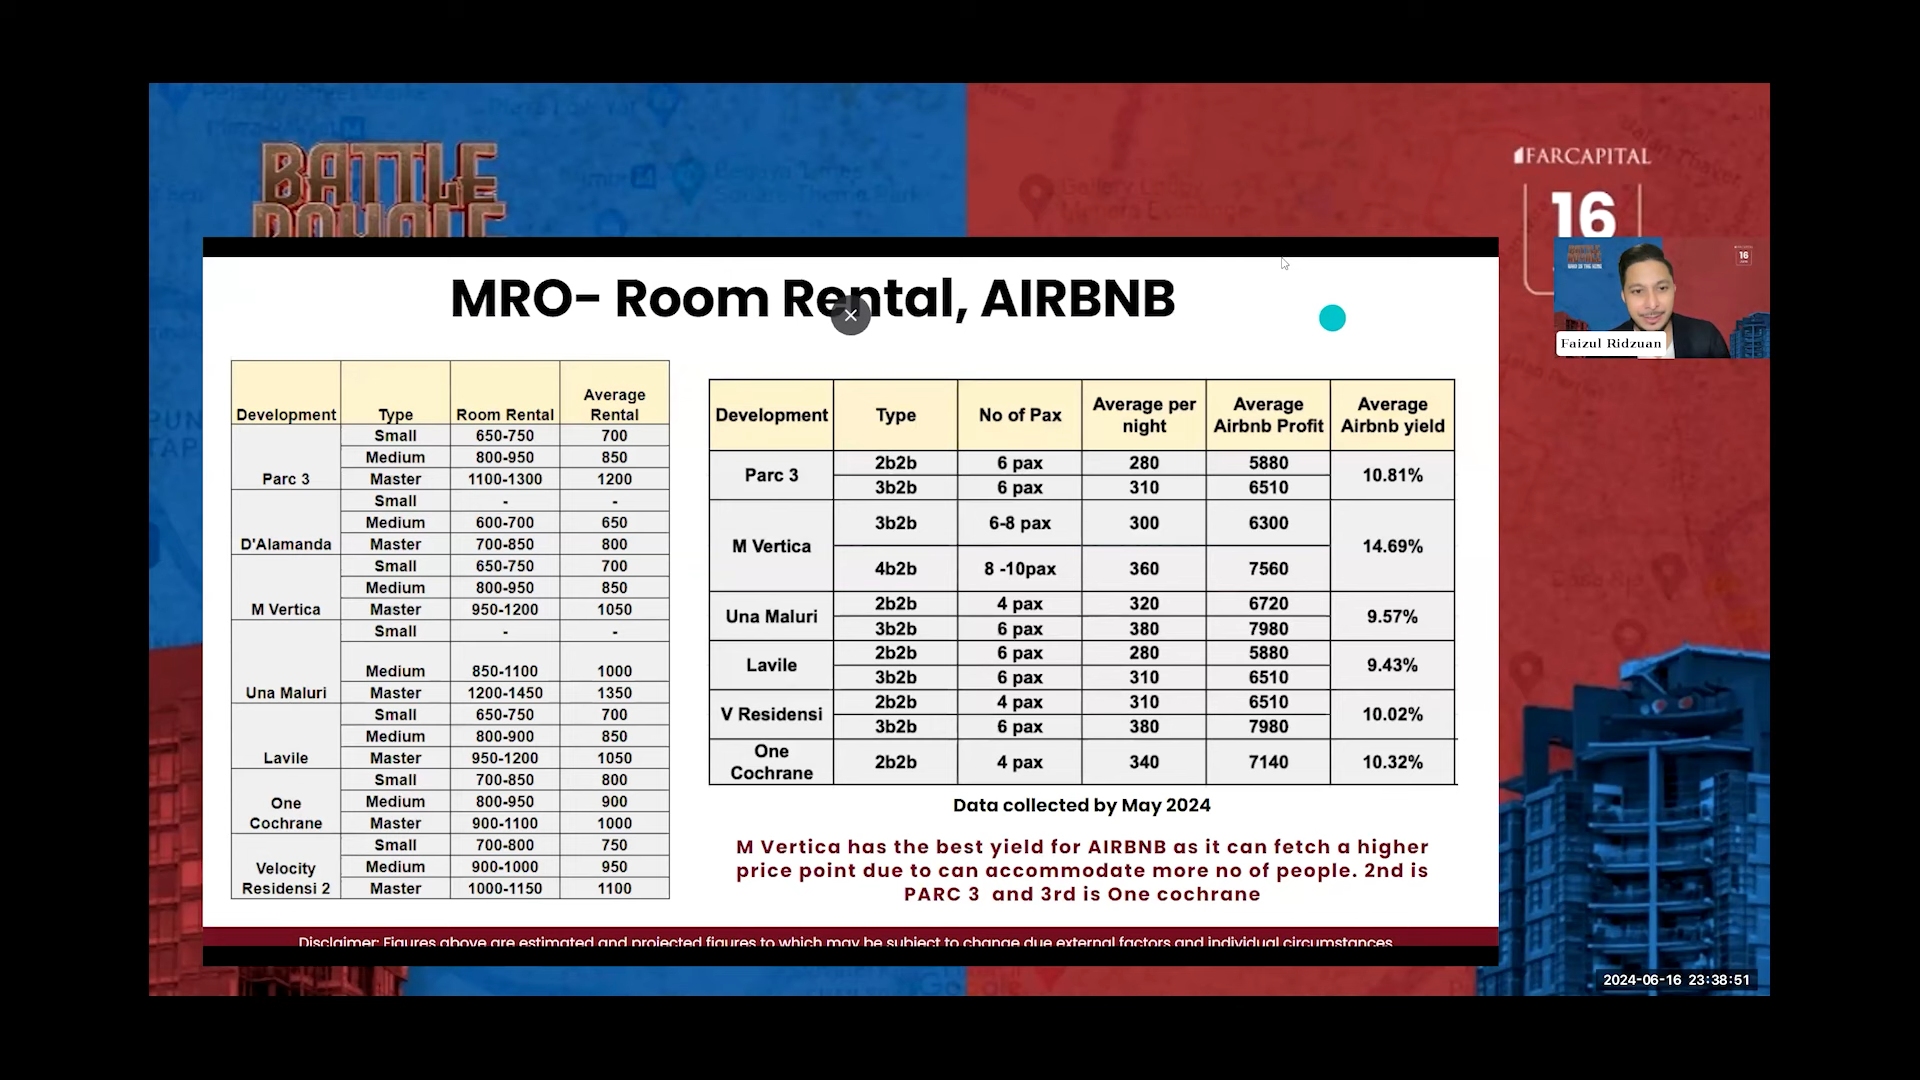 BATTLE
ROYALE
FARCAPITAL
16
16
Faizul Ridzuan
MRO- Room Rental, AIRBNB
Development Type Room Rental Average Rental
Parc 3 Small 650-750 700
Medium 800-950 850
Master 1100-1300 1200
D'Alamanda Small - -
Medium 600-700 650
Master 700-850 800
M Vertica Small 650-750 700
Medium 800-950 850
Master 950-1200 1050
Una Maluri Small - -
Medium 850-1100 1000
Master 1200-1450 1350
Lavile Small 650-750 700
Medium 800-900 850
Master 950-1200 1050
One Cochrane Small 700-850 800
Medium 800-950 900
Master 900-1100 1000
Velocity Residensi 2 Small 700-800 750
Medium 900-1000 950
Master 1000-1150 1100
Development Type No of Pax Average per night Average Airbnb Profit Average Airbnb yield
Parc 3 2b2b 6 pax 280 5880 10.81%
3b2b 6 pax 310 6510
M Vertica 3b2b 6-8 pax 300 6300 14.69%
4b2b 8 -10pax 360 7560
Una Maluri 2b2b 4 pax 320 6720 9.57%
3b2b 6 pax 380 7980
Lavile 2b2b 6 pax 280 5880 9.43%
3b2b 6 pax 310 6510
V Residensi 2b2b 4 pax 310 6510 10.02%
3b2b 6 pax 380 7980
One Cochrane 2b2b 4 pax 340 7140 10.32%
Data collected by May 2024
M Vertica has the best yield for AIRBNB as it can fetch a higher
price point due to can accommodate more no of people. 2nd is
PARC 3 and 3rd is One cochrane
Disclaimer: Figures above are estimated and projected figures to which may be subject to change due external factors and individual circumstances
2024-06-16 23:38:51